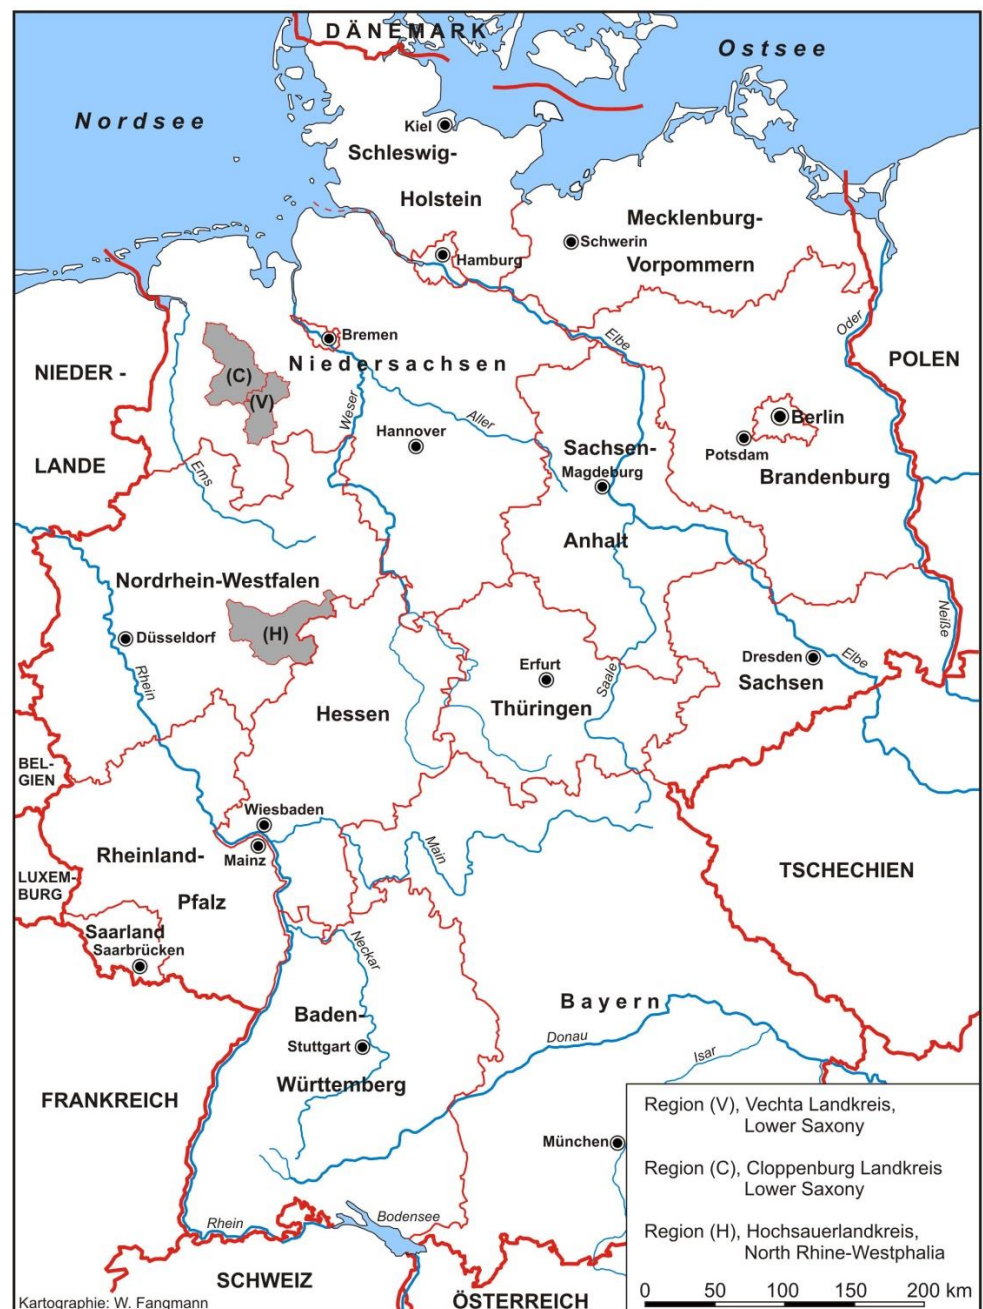 DÄNEMARK
Ostsee
Nordsee
Kiel
Schleswig-
Holstein
Mecklenburg-
Schwerin
Vorpommern
Hamburg
Bremen
Elbe
Oder
Niedersachsen
NIEDER -
POLEN
(C)
(V)
Weser
Aller
Berlin
Hannover
Potsdam
Sachsen-
LANDE
Ems
Magdeburg
Brandenburg
Anhalt
Nordrhein-Westfalen
Neiße
(H)
Düsseldorf
Rhein
Erfurt
Saale
Dresden
Elbe
Sachsen
Thüringen
Hessen
BEL-
GIEN
Wiesbaden
Mainz
Main
Rheinland-
TSCHECHIEN
LUXEM-
BURG
Pfalz
Saarland
Saarbrücken
Neckar
Bayern
Baden-
Donau
Stuttgart
Isar
Württemberg
FRANKREICH
München
Rhein
Bodensee
SCHWEIZ
ÖSTERREICH
Region (V), Vechta Landkreis,
Lower Saxony
Region (C), Cloppenburg Landkreis
Lower Saxony
Region (H), Hochsauerlandkreis,
North Rhine-Westphalia
0 50 100 150 200 km
Kartographie: W. Fangmann